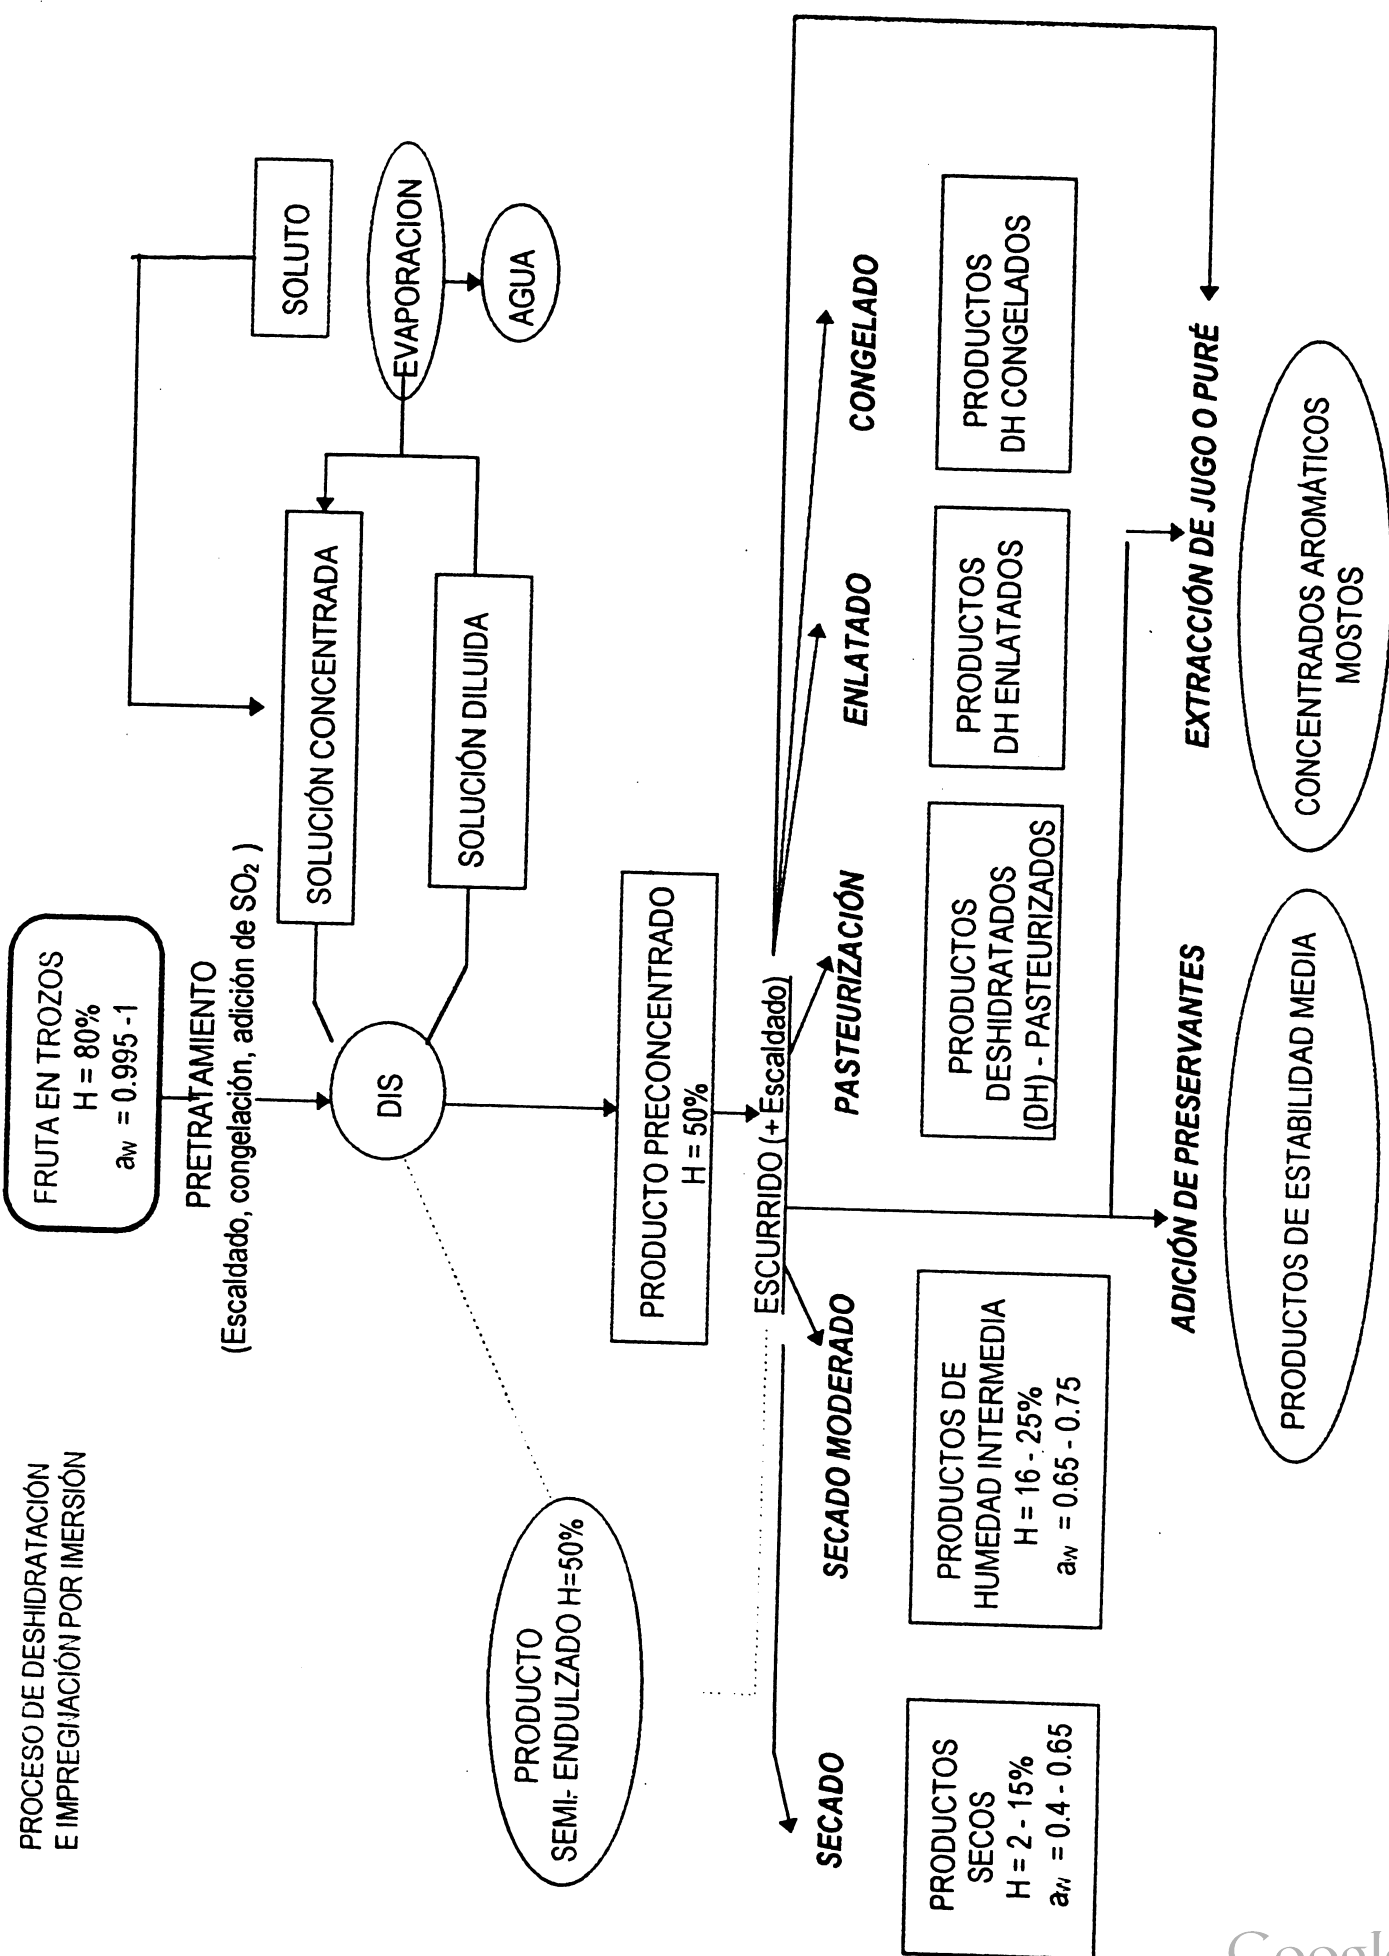 PROCESO DE DESHIDRATACIÓN
E IMPREGNACIÓN POR IMERSIÓN
FRUTA EN TROZOS
H = 80%
aw = 0.995 -1
PRETRATAMIENTO
(Escaldado, congelación, adición de SO₂ )
SOLUTO
EVAPORACION
AGUA
SOLUCIÓN CONCENTRADA
SOLUCIÓN DILUIDA
DIS
PRODUCTO
SEMI- ENDULZADO H=50%
PRODUCTO PRECONCENTRADO
H = 50%
ESCURRIDO (+ Escaldado)
SECADO
SECADO MODERADO
PASTEURIZACIÓN
ENLATADO
CONGELADO
PRODUCTOS
SECOS
H = 2 - 15%
aw = 0.4 - 0.65
PRODUCTOS DE
HUMEDAD INTERMEDIA
H = 16 - 25%
aw = 0.65 - 0.75
PRODUCTOS
DESHIDRATADOS
(DH) - PASTEURIZADOS
PRODUCTOS
DH ENLATADOS
PRODUCTOS
DH CONGELADOS
ADICIÓN DE PRESERVANTES
EXTRACCIÓN DE JUGO O PURÉ
PRODUCTOS DE ESTABILIDAD MEDIA
CONCENTRADOS AROMÁTICOS
MOSTOS